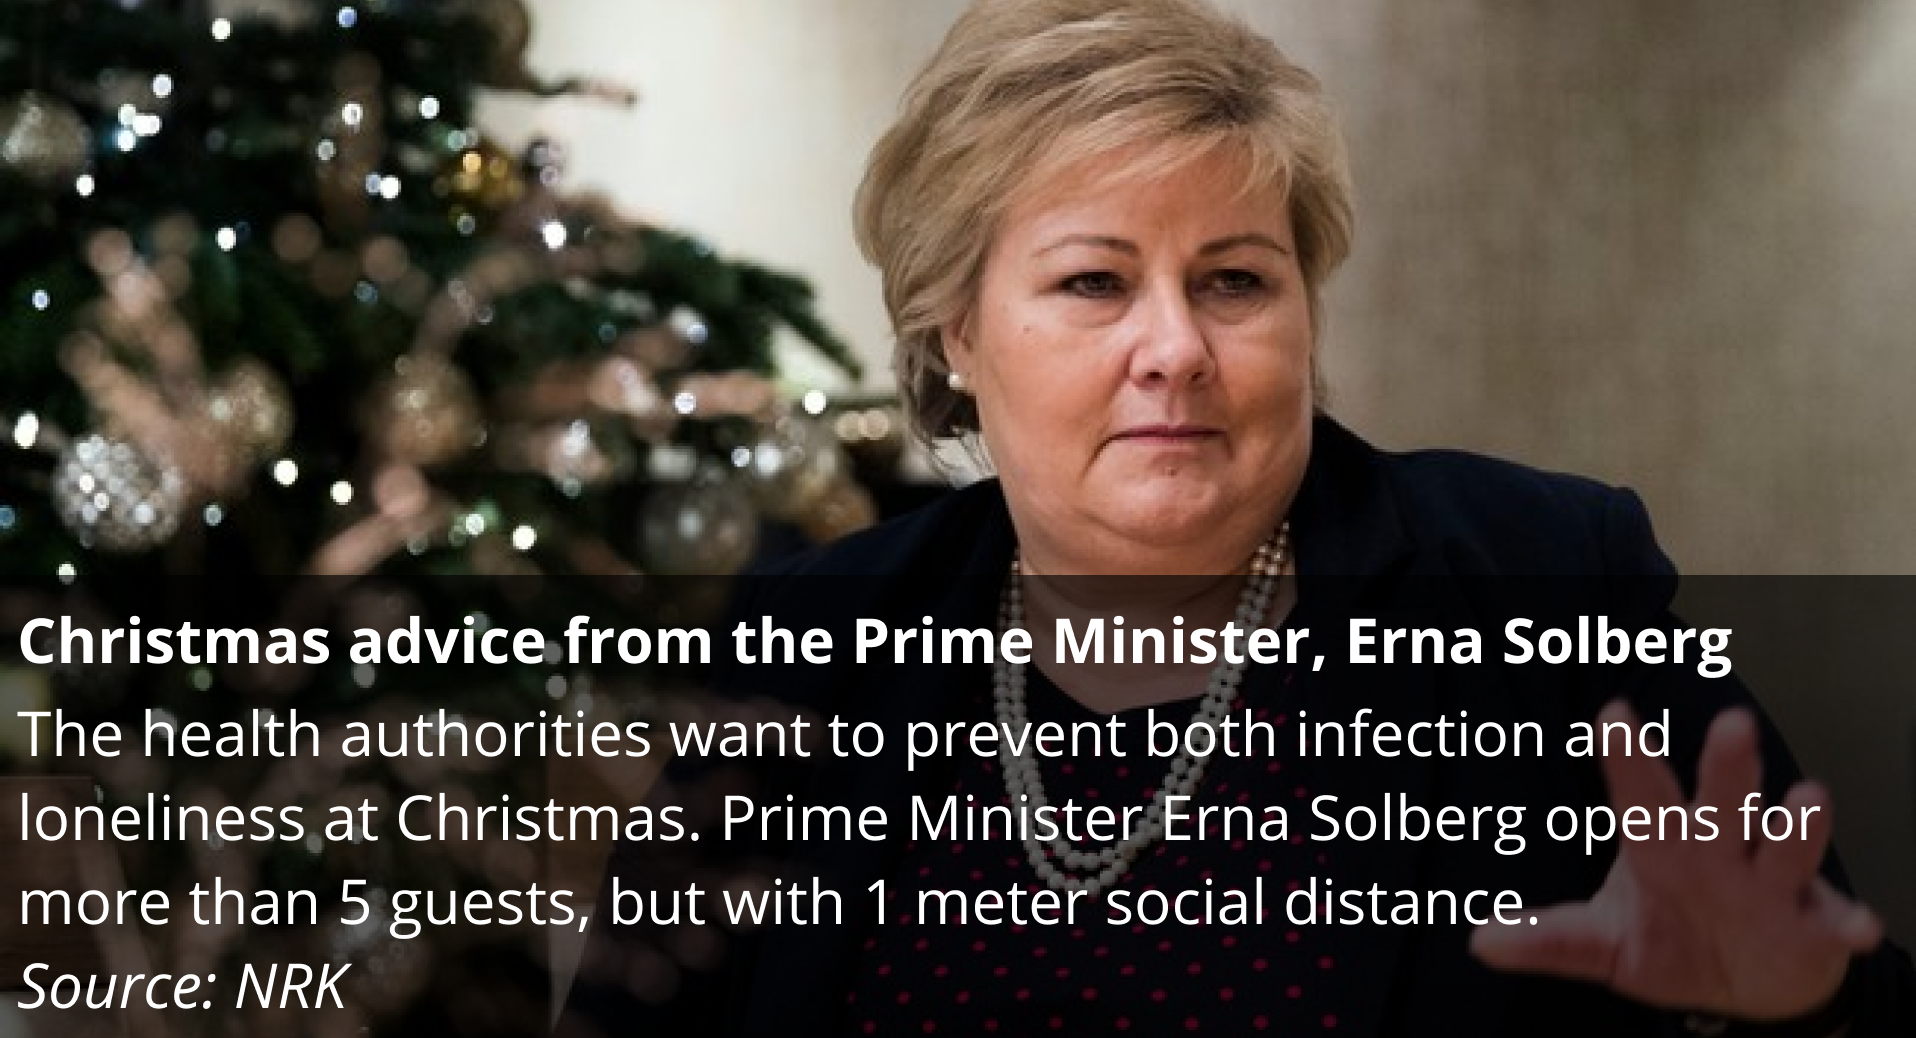 Christmas advice from the Prime Minister, Erna Solberg
The health authorities want to prevent both infection and
loneliness at Christmas. Prime Minister Erna Solberg opens for
more than 5 guests, but with 1 meter social distance.
Source: NRK